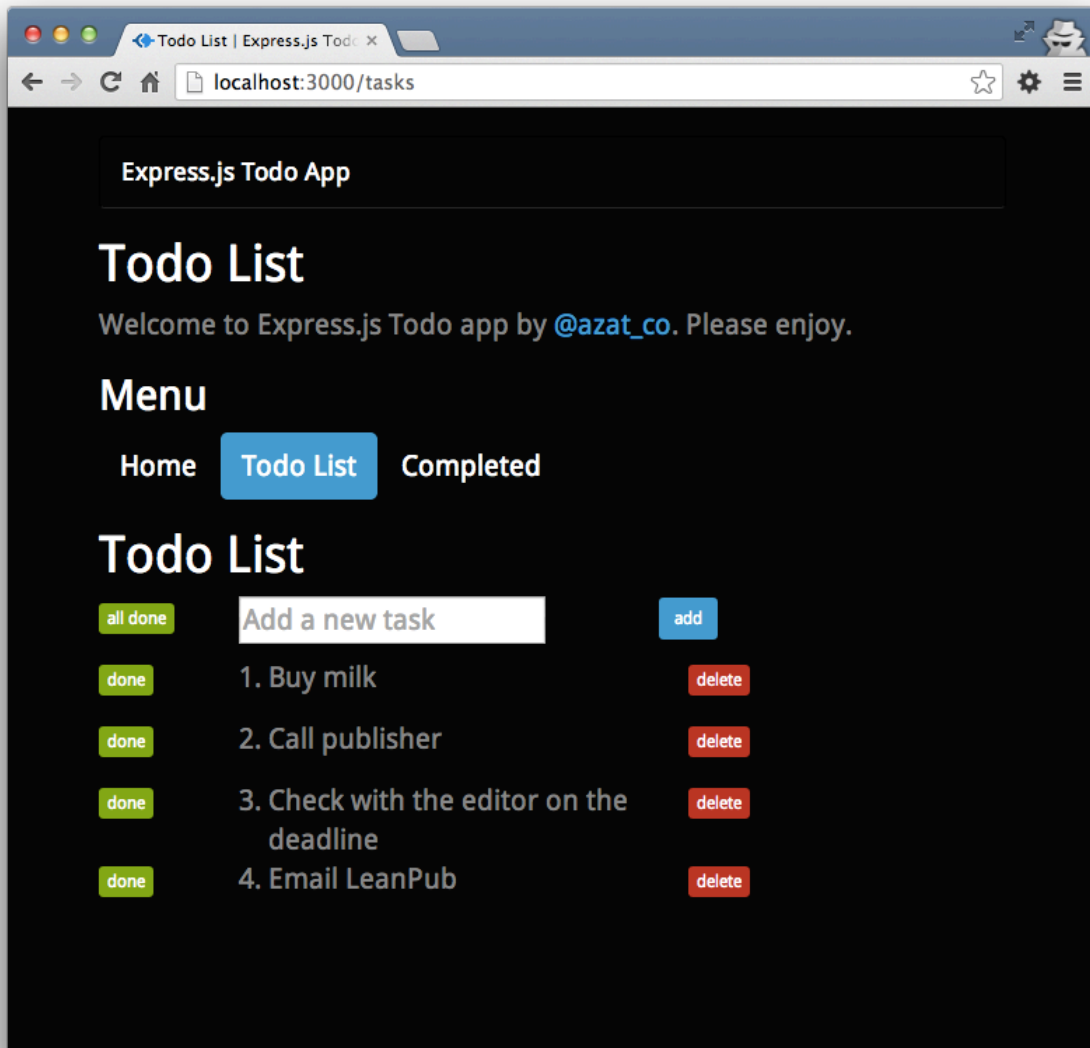 Todo List | Express.js Tod
localhost:3000/tasks
Express.js Todo App
Todo List
Welcome to Express.js Todo app by @azat_co. Please enjoy.
Menu
Home Todo List Completed
Todo List
all done Add a new task add
done 1. Buy milk delete
done 2. Call publisher delete
done 3. Check with the editor on the delete
deadline
done 4. Email LeanPub delete